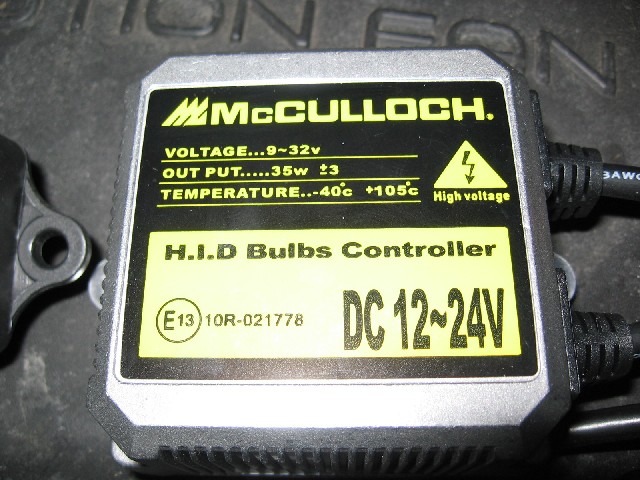 McCULLOCH.
VOLTAGE...9~32v
OUT PUT.....35w ±3
TEMPERATURE..-40°c +105°c
High voltage
H.I.D Bulbs Controller
E13 10R-021778
DC 12~24V